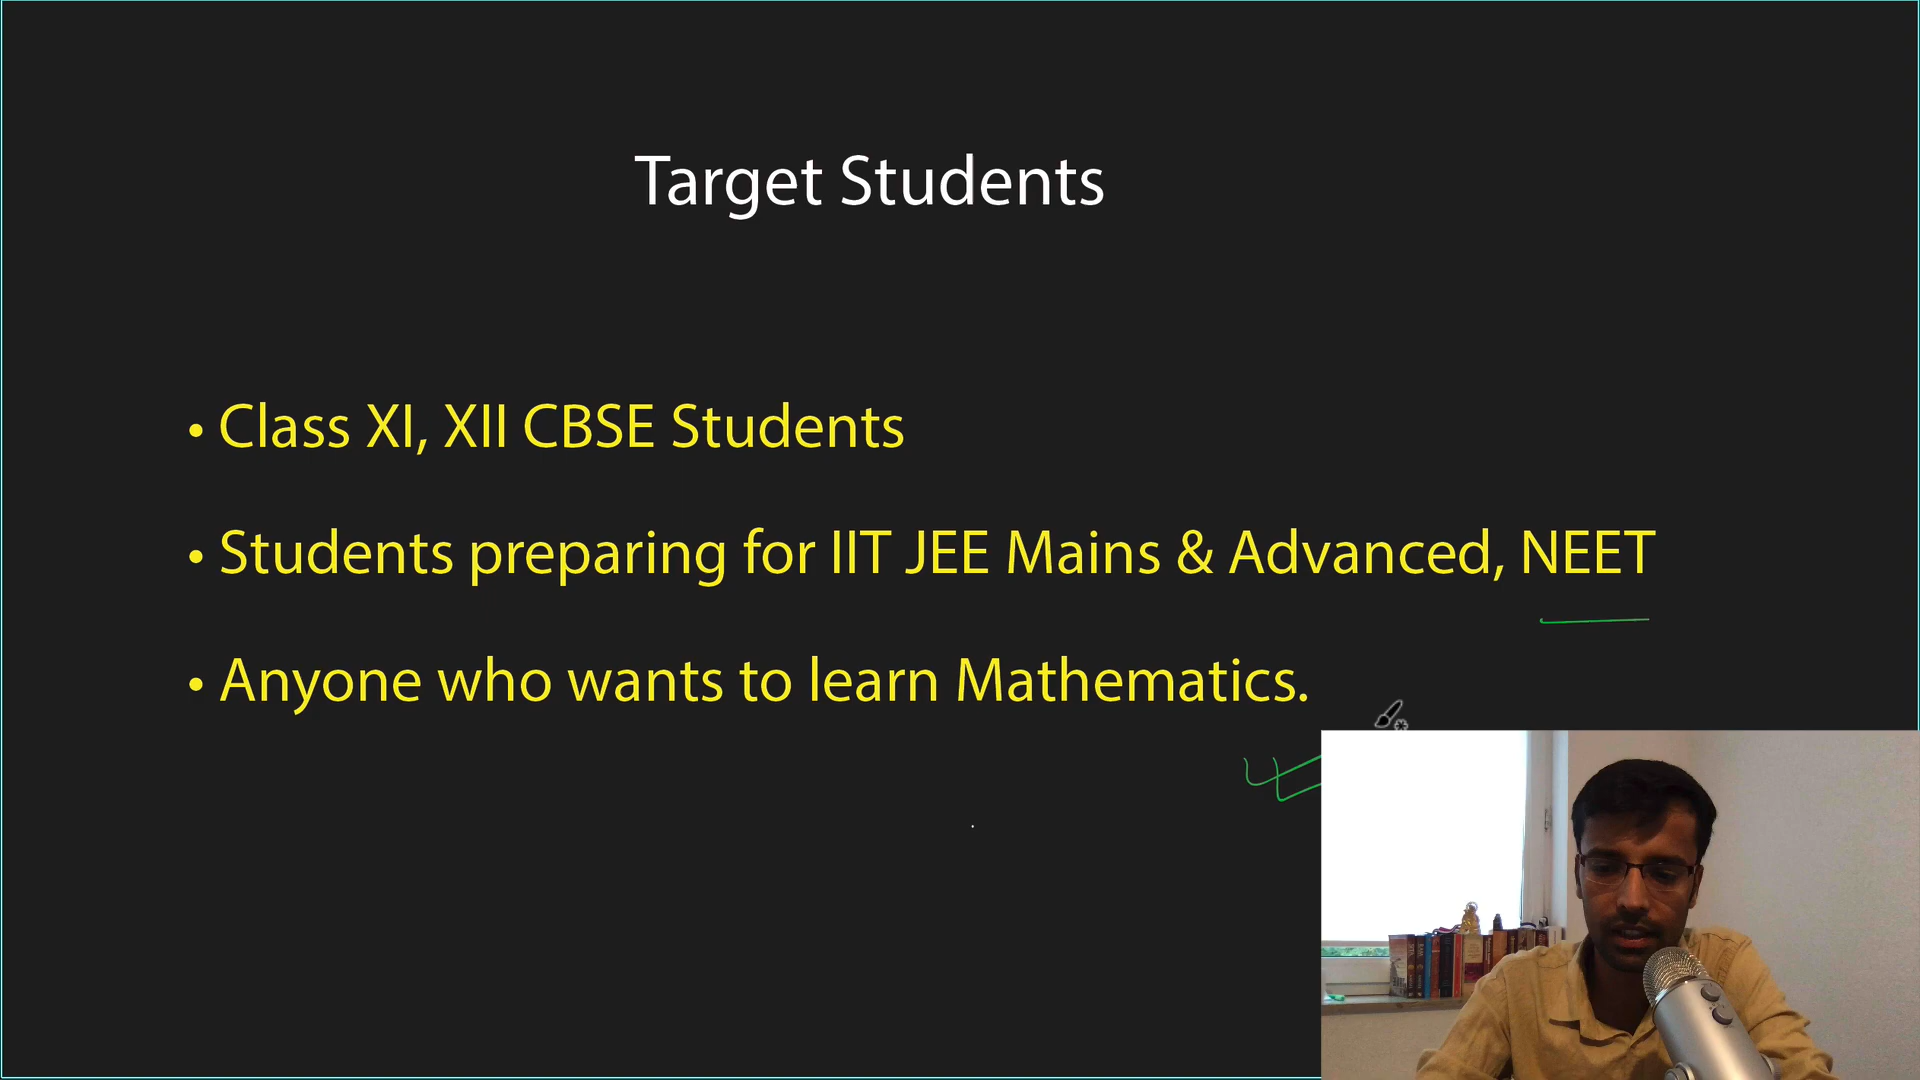 Target Students
• Class XI, XII CBSE Students
• Students preparing for IIT JEE Mains & Advanced, NEET
• Anyone who wants to learn Mathematics.